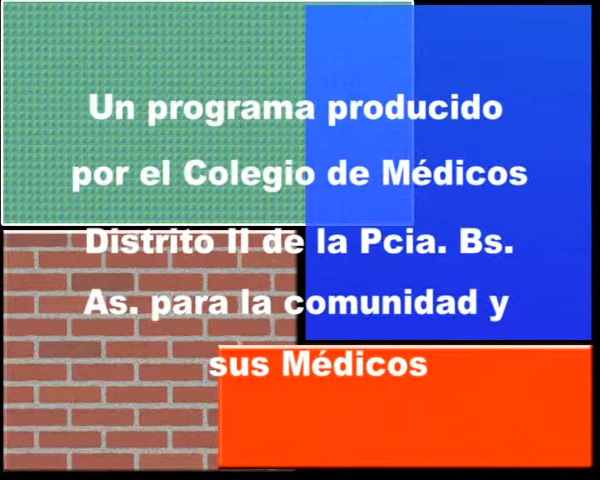 Un programa producido
por el Colegio de Médicos
Distrito II de la Pcia. Bs.
As. para la comunidad y
sus Médicos